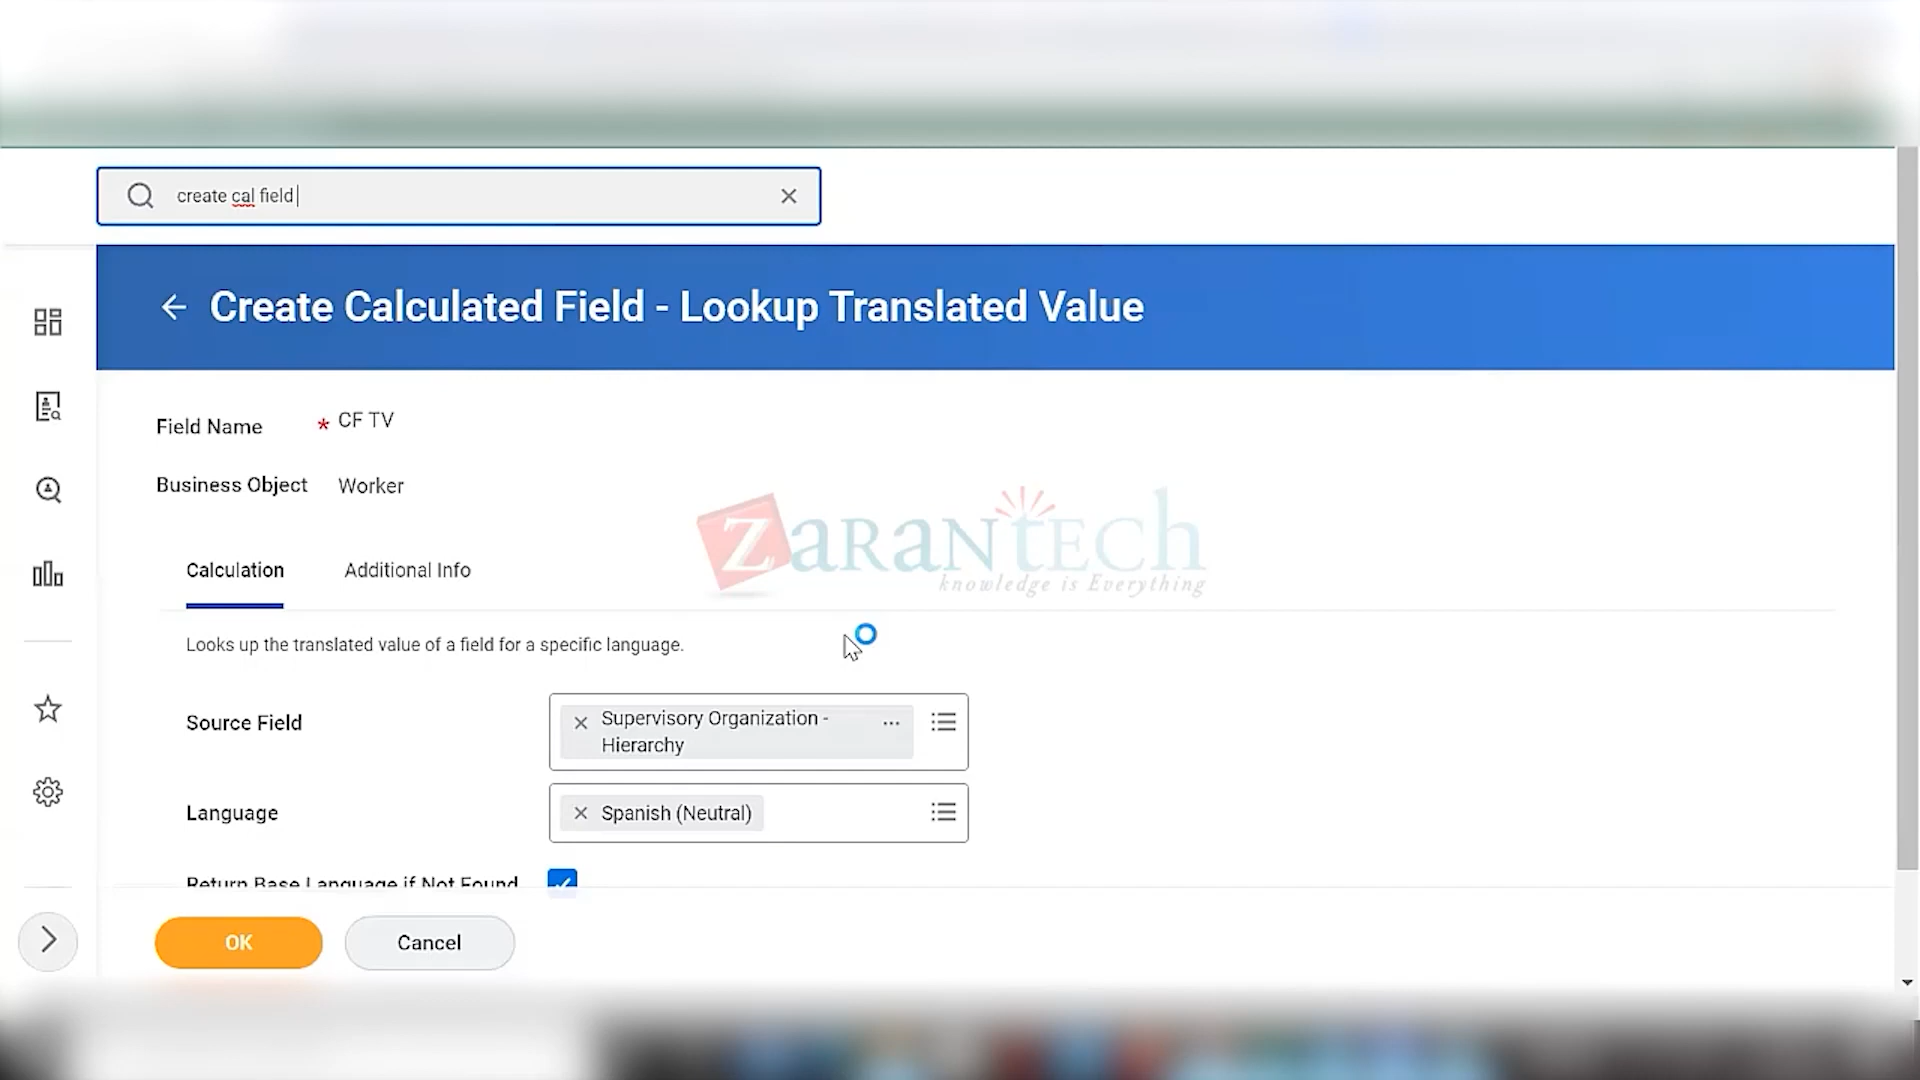 create cal field
Create Calculated Field - Lookup Translated Value
Field Name * CF TV
Business Object Worker
ZaranTech
knowledge is Everything
Calculation Additional Info
Looks up the translated value of a field for a specific language.
Source Field × Supervisory Organization - Hierarchy ...
Language × Spanish (Neutral)
Return Base Language if Not Found
OK Cancel